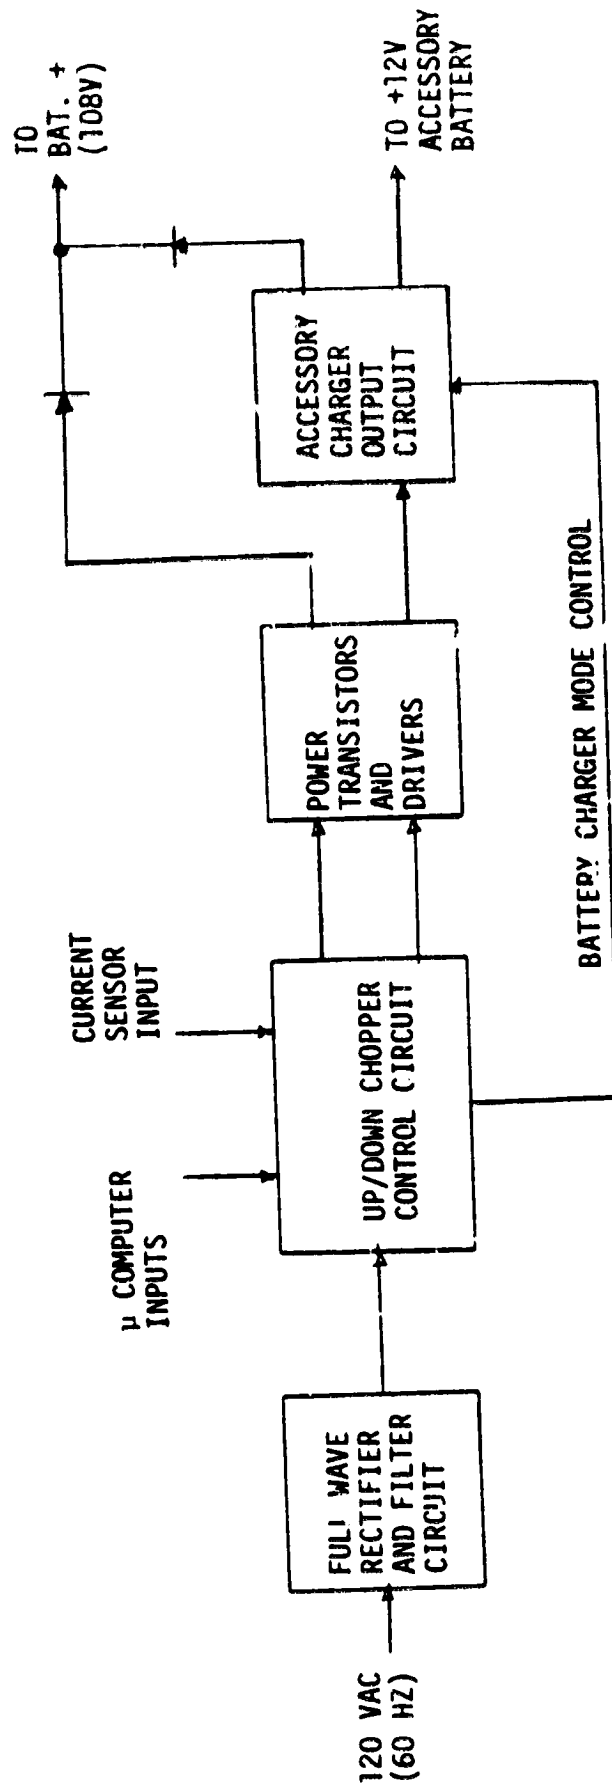 120 VAC
(60 HZ)
FULL WAVE
RECTIFIER
AND FILTER
CIRCUIT
μ COMPUTER
INPUTS
CURRENT
SENSOR
INPUT
UP/DOWN CHOPPER
CONTROL CIRCUIT
POWER
TRANSISTORS
AND
DRIVERS
BATTERY CHARGER MODE CONTROL
ACCESSORY
CHARGER
OUTPUT
CIRCUIT
TO
BAT. +
(108V)
TO +12V
ACCESSORY
BATTERY